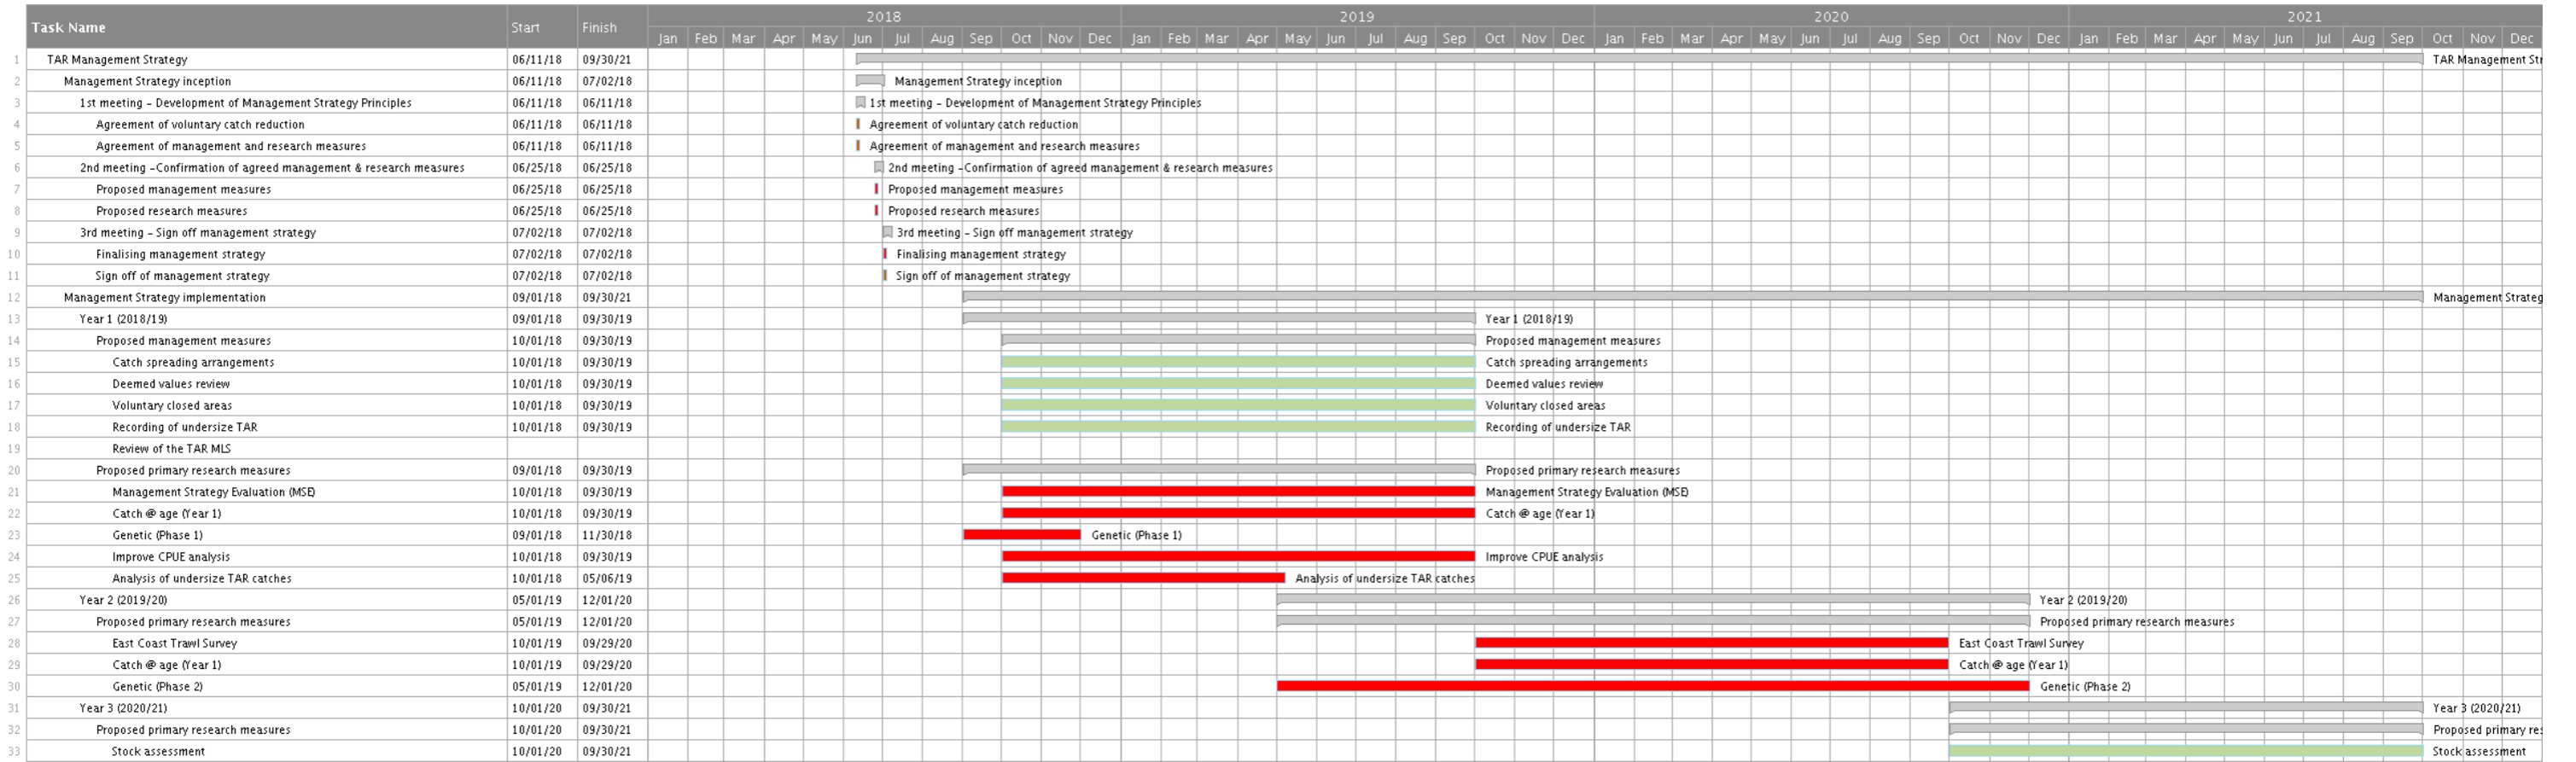 Task Name Start Finish 2018 2019 2020 2021
Jan Feb Mar Apr May Jun Jul Aug Sep Oct Nov Dec Jan Feb Mar Apr May Jun Jul Aug Sep Oct Nov Dec Jan Feb Mar Apr May Jun Jul Aug Sep Oct Nov Dec Jan Feb Mar Apr May Jun Jul Aug Sep Oct Nov Dec
1 TAR Management Strategy 06/11/18 09/30/21 TAR Management Str
2 Management Strategy inception 06/11/18 07/02/18 Management Strategy inception
3 1st meeting - Development of Management Strategy Principles 06/11/18 06/11/18 1st meeting - Development of Management Strategy Principles
4 Agreement of voluntary catch reduction 06/11/18 06/11/18 Agreement of voluntary catch reduction
5 Agreement of management and research measures 06/11/18 06/11/18 Agreement of management and research measures
6 2nd meeting -Confirmation of agreed management & research measures 06/25/18 06/25/18 2nd meeting -Confirmation of agreed management & research measures
7 Proposed management measures 06/25/18 06/25/18 Proposed management measures
8 Proposed research measures 06/25/18 06/25/18 Proposed research measures
9 3rd meeting - Sign off management strategy 07/02/18 07/02/18 3rd meeting - Sign off management strategy
10 Finalising management strategy 07/02/18 07/02/18 Finalising management strategy
11 Sign off of management strategy 07/02/18 07/02/18 Sign off of management strategy
12 Management Strategy implementation 09/01/18 09/30/21 Management Strateg
13 Year 1 (2018/19) 09/01/18 09/30/19 Year 1 (2018/19)
14 Proposed management measures 10/01/18 09/30/19 Proposed management measures
15 Catch spreading arrangements 10/01/18 09/30/19 Catch spreading arrangements
16 Deemed values review 10/01/18 09/30/19 Deemed values review
17 Voluntary closed areas 10/01/18 09/30/19 Voluntary closed areas
18 Recording of undersize TAR 10/01/18 09/30/19 Recording of undersize TAR
19 Review of the TAR MLS
20 Proposed primary research measures 09/01/18 09/30/19 Proposed primary research measures
21 Management Strategy Evaluation (MSE) 10/01/18 09/30/19 Management Strategy Evaluation (MSE)
22 Catch @ age (Year 1) 10/01/18 09/30/19 Catch @ age (Year 1)
23 Genetic (Phase 1) 09/01/18 11/30/18 Genetic (Phase 1)
24 Improve CPUE analysis 10/01/18 09/30/19 Improve CPUE analysis
25 Analysis of undersize TAR catches 10/01/18 05/06/19 Analysis of undersize TAR catches
26 Year 2 (2019/20) 05/01/19 12/01/20 Year 2 (2019/20)
27 Proposed primary research measures 05/01/19 12/01/20 Proposed primary research measures
28 East Coast Trawl Survey 10/01/19 09/29/20 East Coast Trawl Survey
29 Catch @ age (Year 1) 10/01/19 09/29/20 Catch @ age (Year 1)
30 Genetic (Phase 2) 05/01/19 12/01/20 Genetic (Phase 2)
31 Year 3 (2020/21) 10/01/20 09/30/21 Year 3 (2020/21)
32 Proposed primary research measures 10/01/20 09/30/21 Proposed primary res
33 Stock assessment 10/01/20 09/30/21 Stock assessment